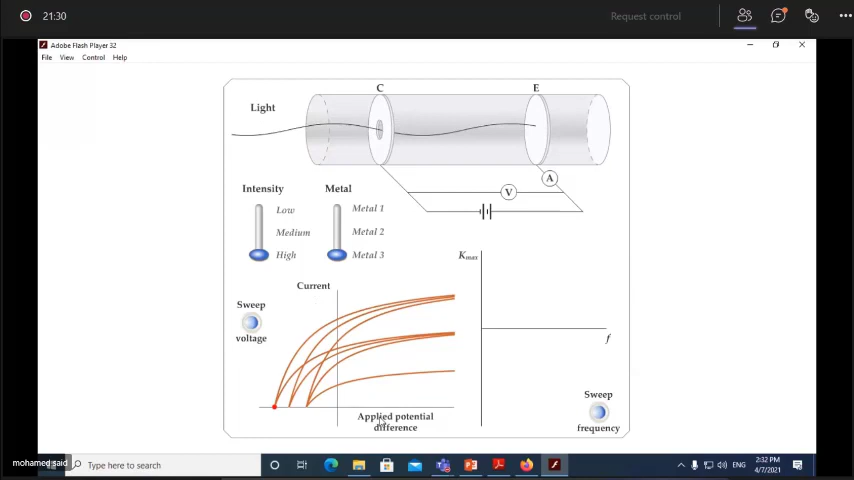 21:30
Request control
Adobe Flash Player 32
File View Control Help
C
E
Light
A
V
Intensity
Metal
Low
Metal 1
Medium
Metal 2
High
Metal 3
Kmax
Current
Sweep
voltage
f
Applied potential
difference
Sweep
frequency
mohamed said
Type here to search
ENG
2:32 PM
4/7/2021